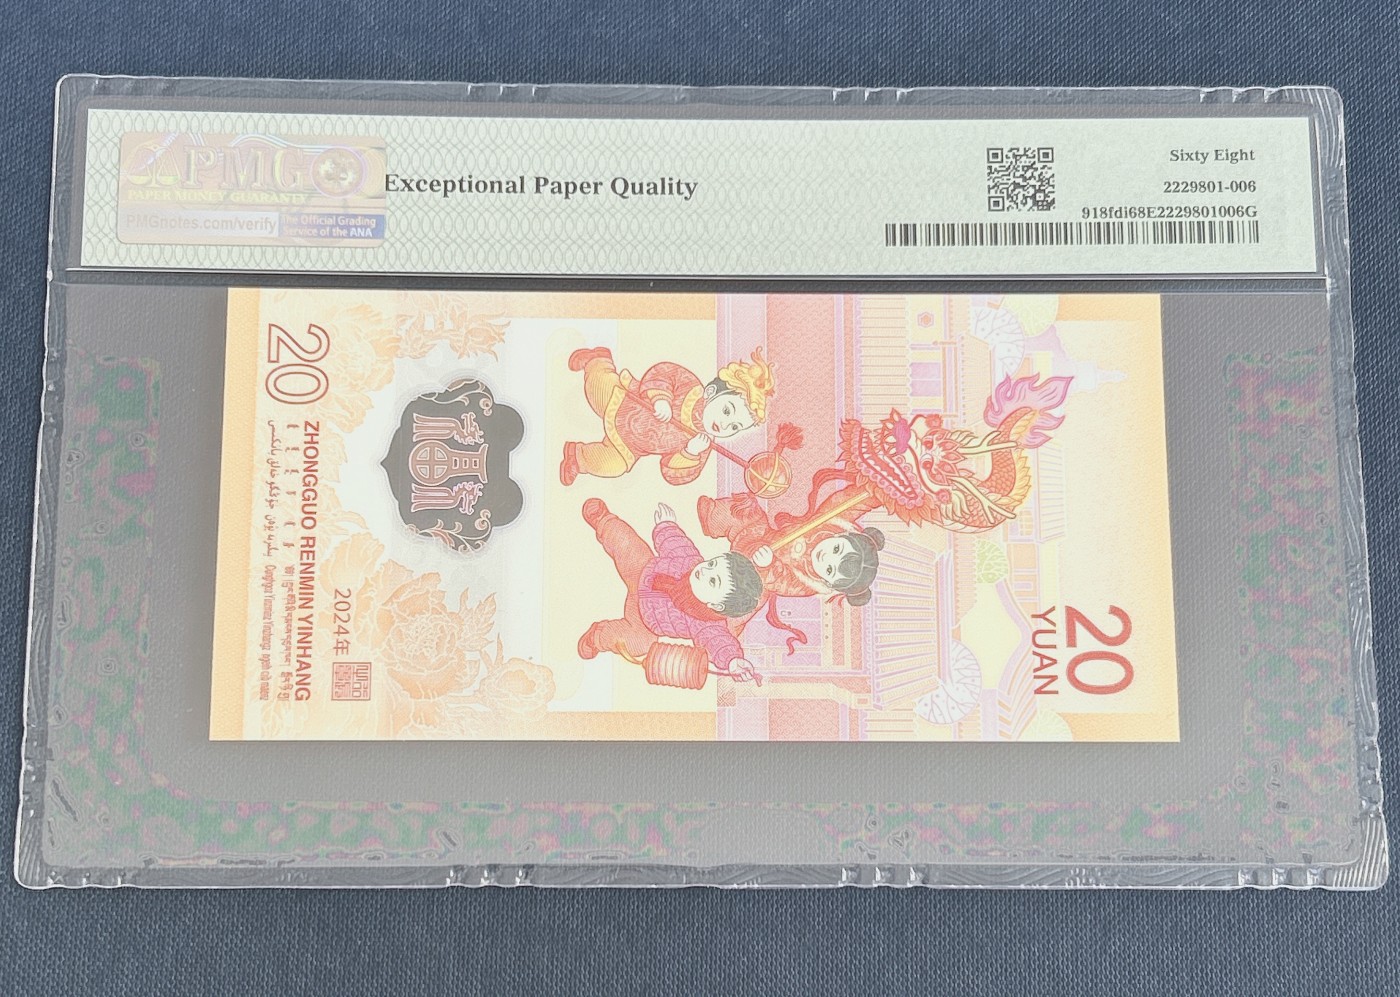 PMG
PAPER MONEY GUARANTY
PMGnotes.com/verify
The Official Grading
Service of the ANA
Exceptional Paper Quality
Sixty Eight
2229801-006
918fdi68E2229801006G
20
ZHONGGUO RENMIN YINHANG
2024年
福
20
YUAN